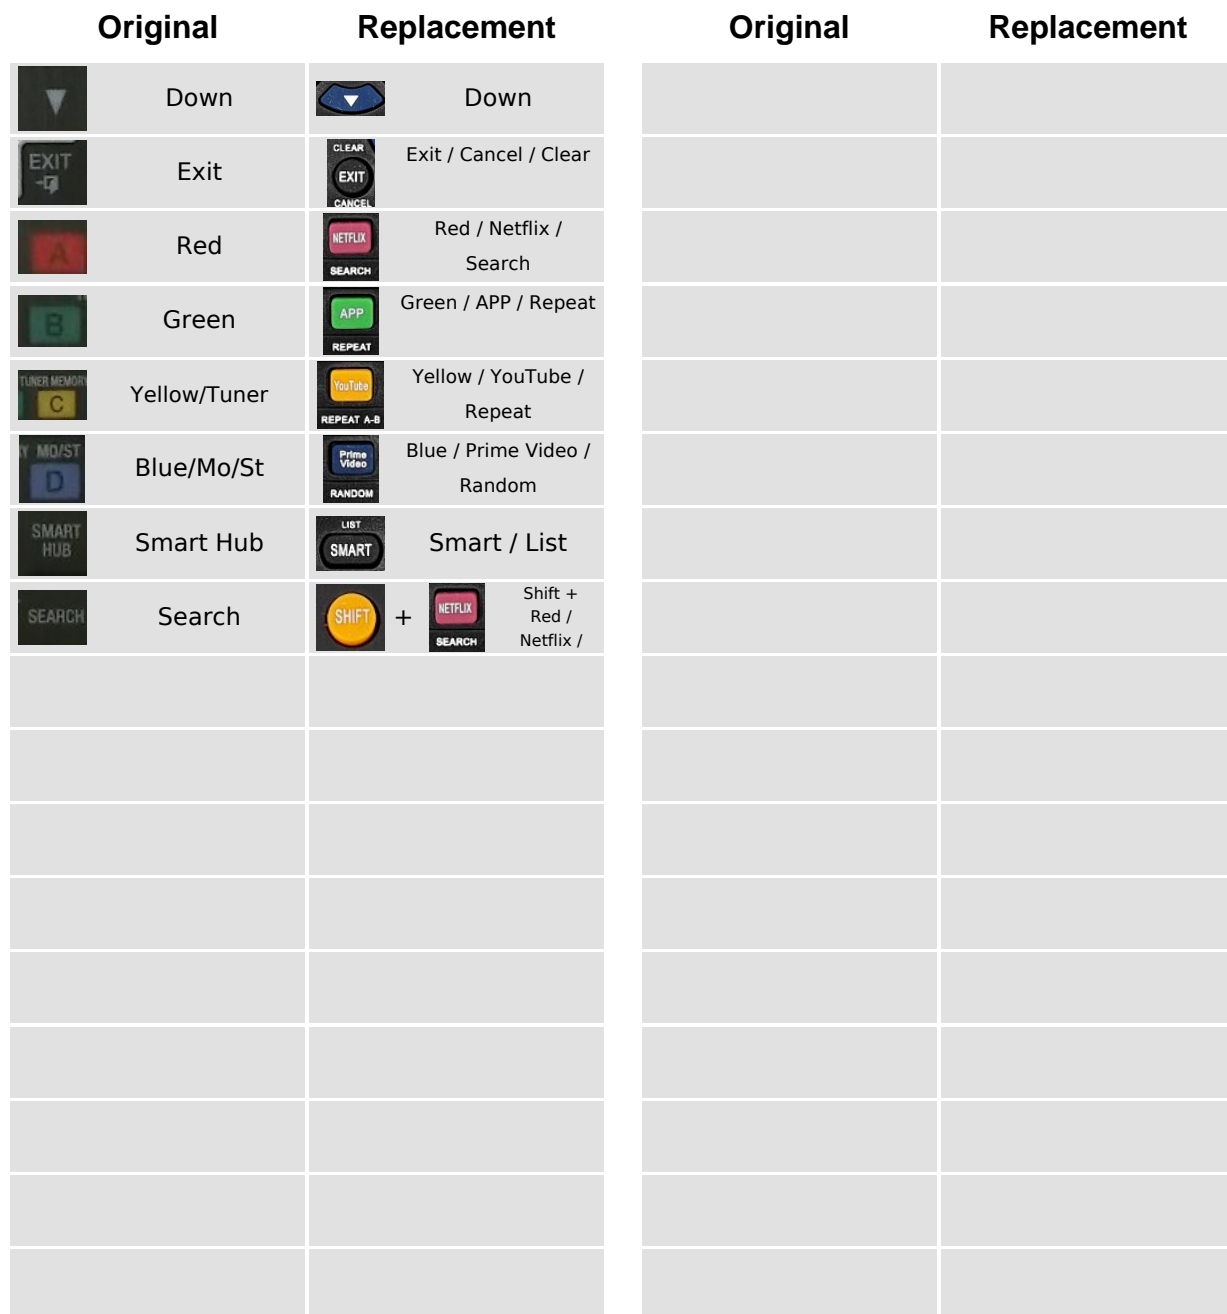 Original Replacement Original Replacement
Down Down
EXIT Exit CLEAR EXIT CANCEL Exit / Cancel / Clear
A Red NETFLIX SEARCH Red / Netflix /
Search
B Green APP REPEAT Green / APP / Repeat
TUNER MEMORY C Yellow/Tuner YouTube REPEAT A-B Yellow / YouTube /
Repeat
Y MO/ST D Blue/Mo/St Prime Video RANDOM Blue / Prime Video /
Random
SMART HUB Smart Hub LIST SMART Smart / List
SEARCH Search SHIFT + NETFLIX SEARCH Shift +
Red /
Netflix /